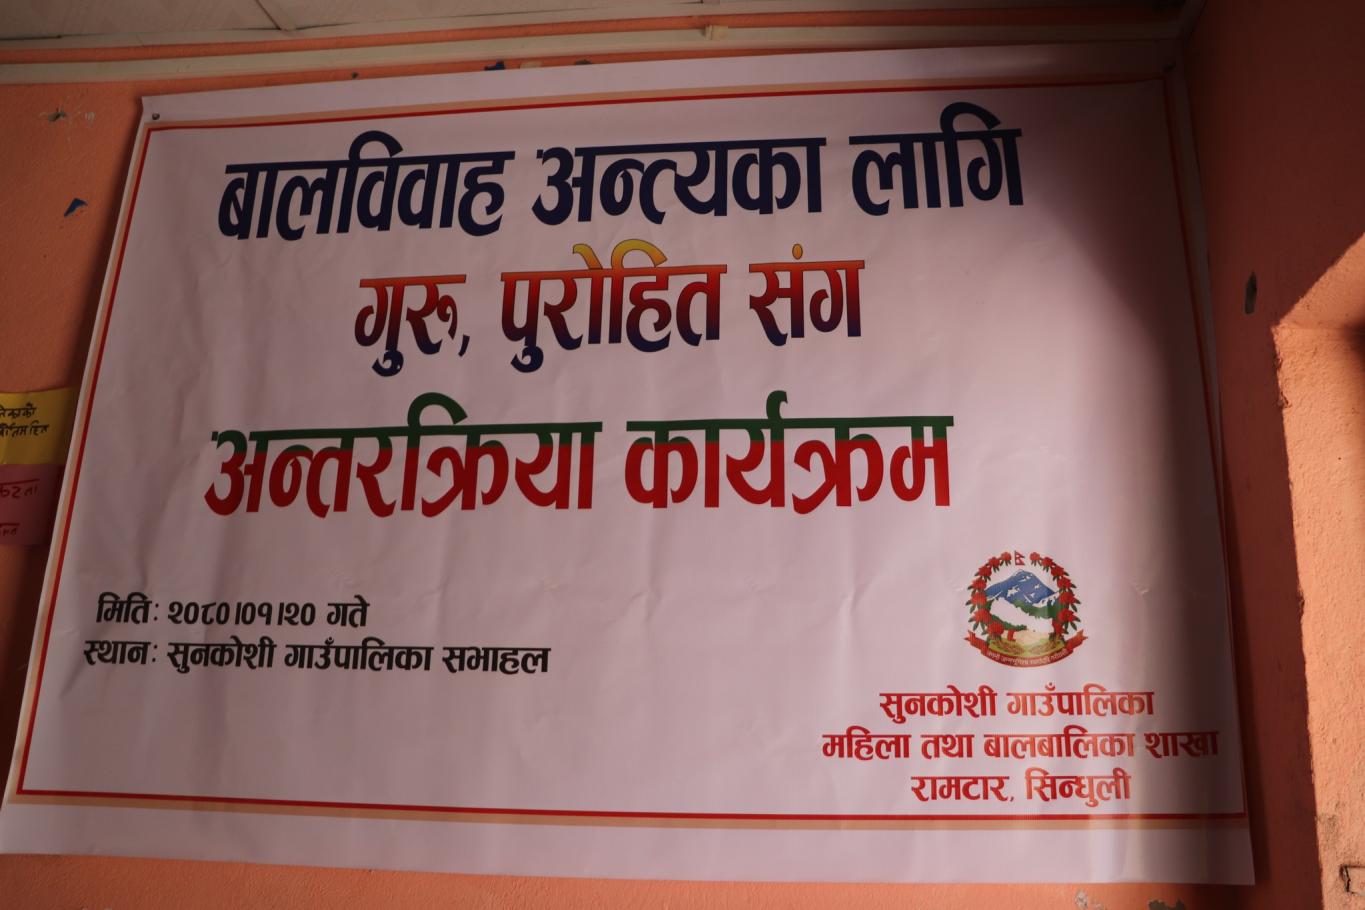 बालविवाह अन्त्यका लागि
गुरु, पुरोहित संग
अन्तरक्रिया कार्यक्रम
मिति: २०८०।०१।२० गते
स्थान: सुनकोशी गाउँपालिका सभाहल
सुनकोशी गाउँपालिका
महिला तथा बालबालिका शाखा
रामटार, सिन्धुली